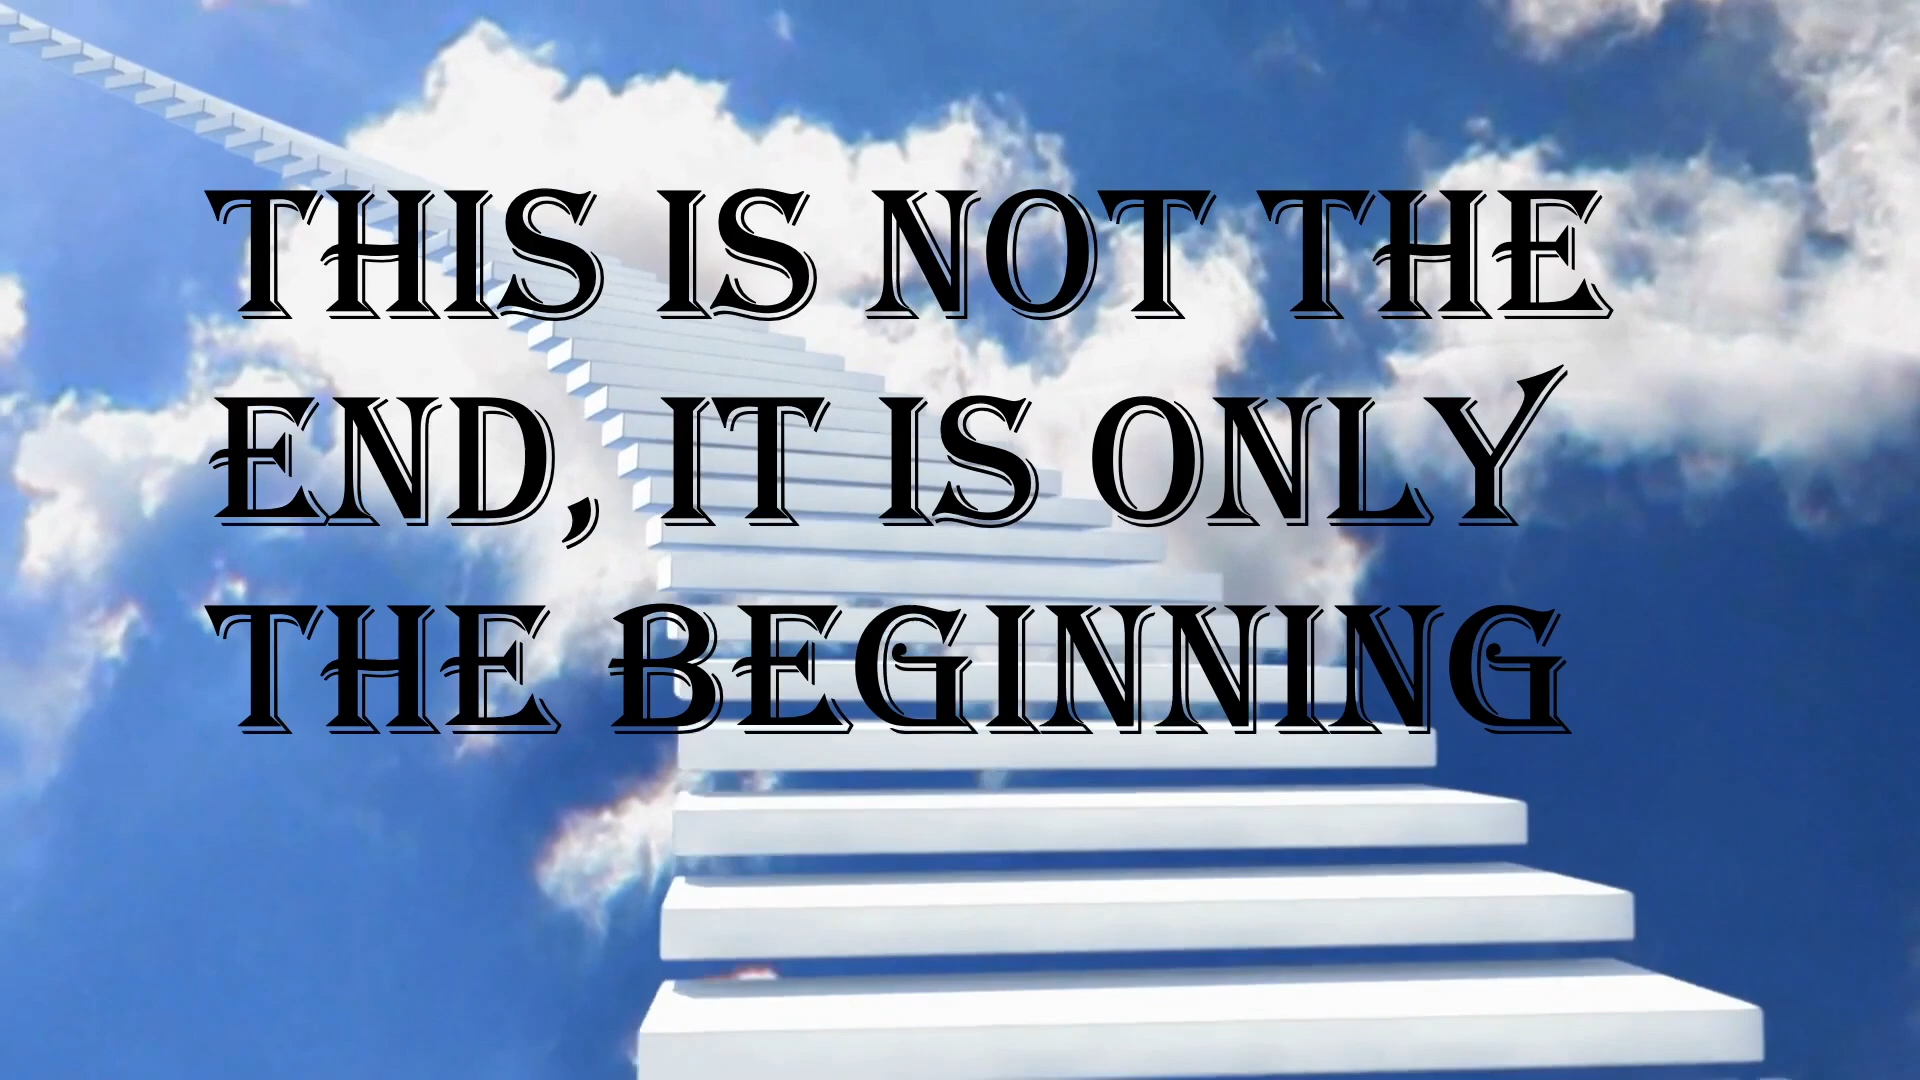 THIS IS NOT THE
END, IT IS ONLY
THE BEGINNING